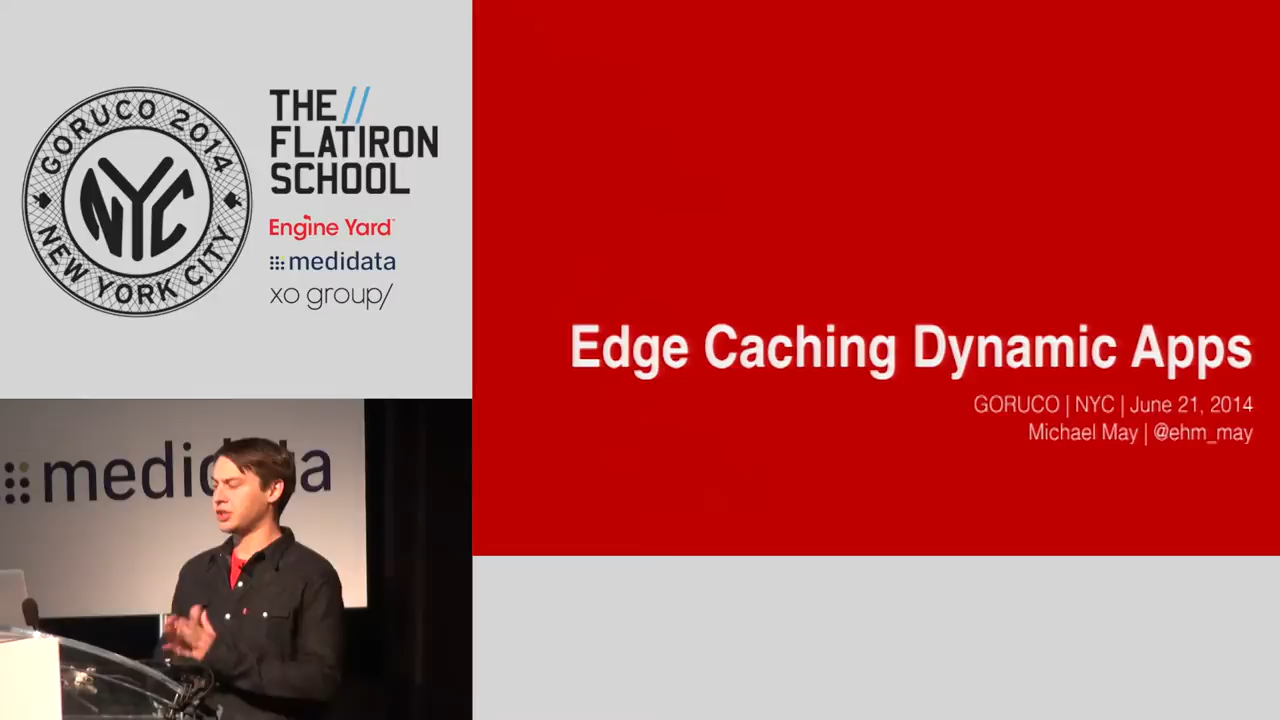 GORUCO 2014
NYC
NEW YORK CITY
THE //
FLATIRON
SCHOOL
Engine Yard
medidata
xo group/
Edge Caching Dynamic Apps
GORUCO | NYC | June 21, 2014
Michael May | @ehm_may
medidata